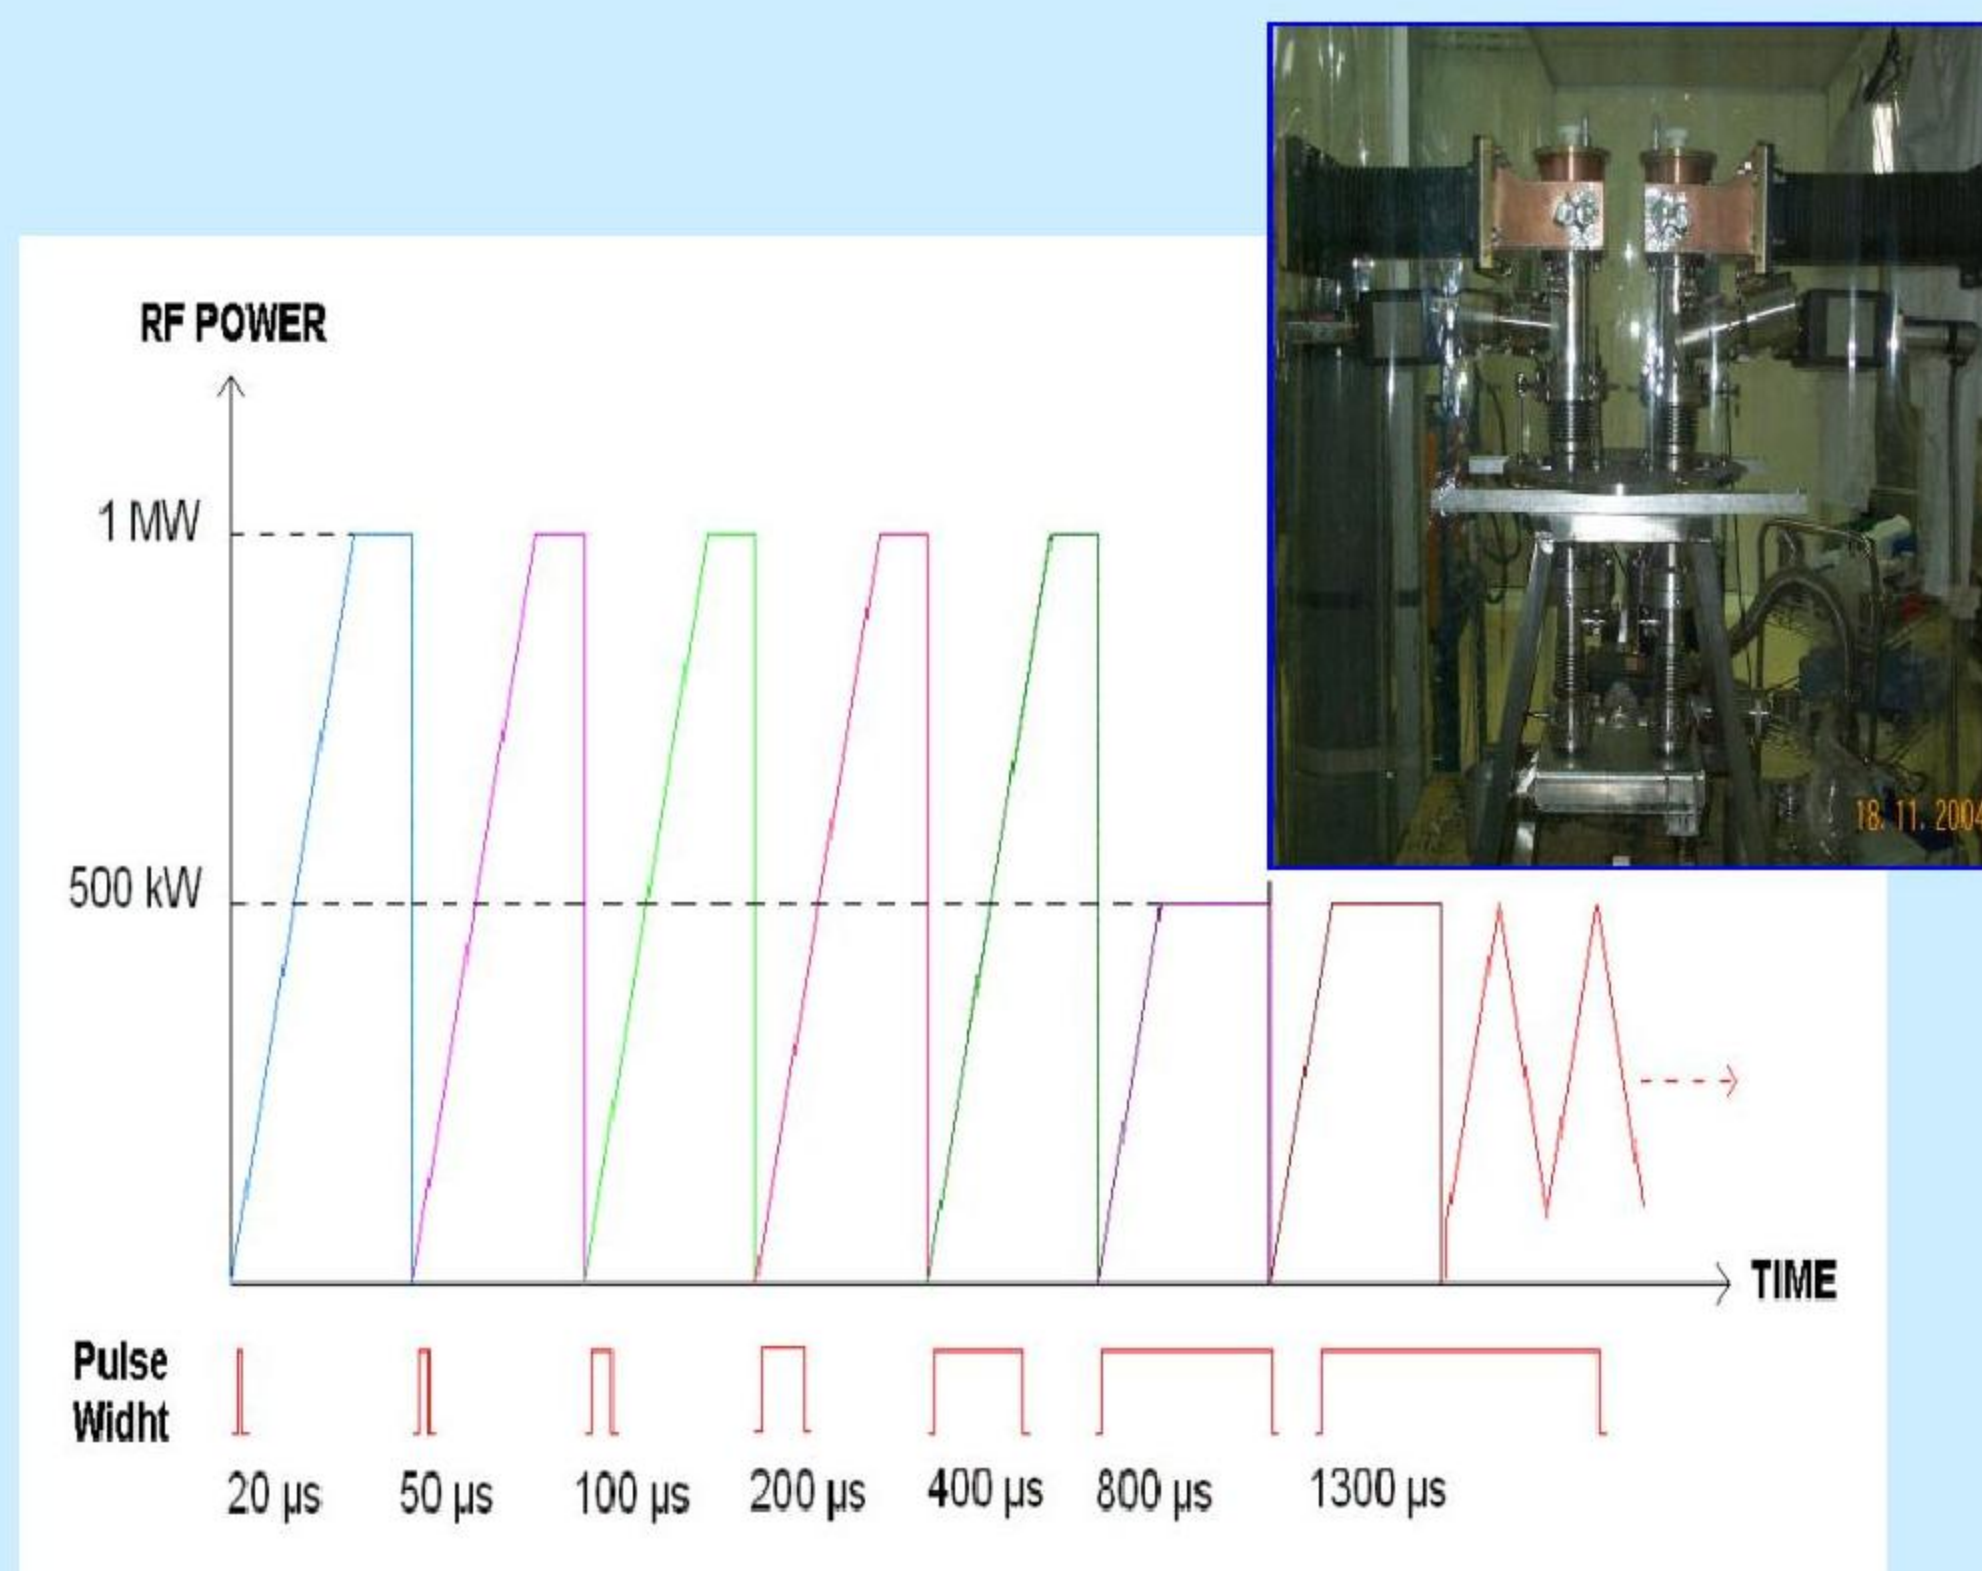 RF POWER
1 MW
500 kW
18. 11. 2004
TIME
Pulse
Widht
20 µs
50 µs
100 µs
200 µs
400 µs
800 µs
1300 µs